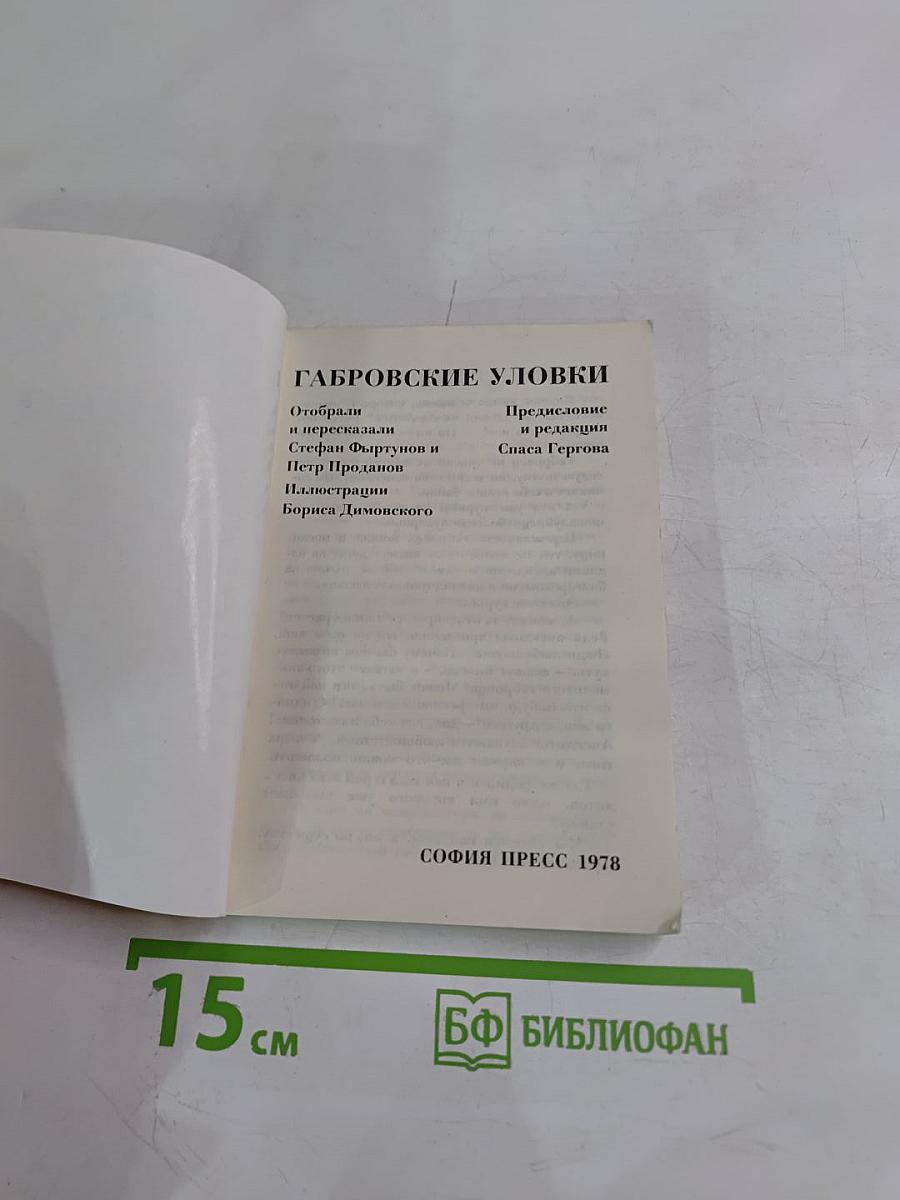 ГАБРОВСКИЕ УЛОВКИ
Отобрали
и пересказали
Стефан Фыртунов и
Петр Проданов
Иллюстрации
Бориса Димовского
Предисловие
и редакция
Спаса Гергова
СОФИЯ ПРЕСС 1978
15 см
БФ БИБЛИОФАН